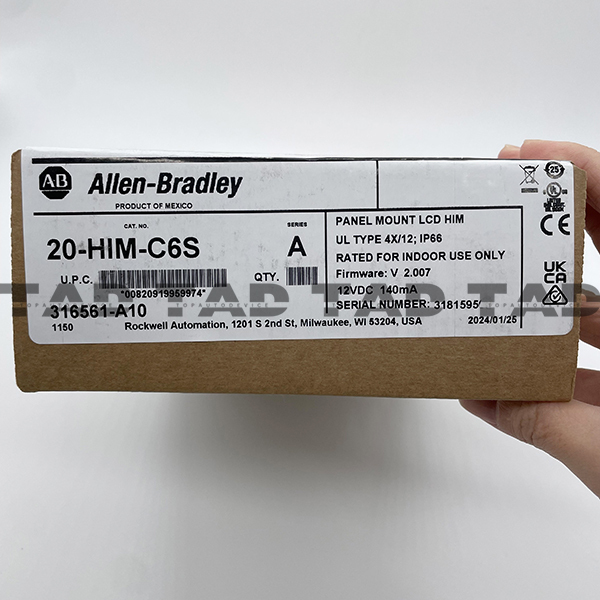 AB Allen-Bradley
PRODUCT OF MEXICO
CAT. NO.
SERIES
20-HIM-C6S
A
U.P.C.
*00820919959974*
QTY.
316561-A10
1150
Rockwell Automation, 1201 S 2nd St, Milwaukee, WI 53204, USA
PANEL MOUNT LCD HIM
UL TYPE 4X/12; IP66
RATED FOR INDOOR USE ONLY
Firmware: V 2.007
12VDC 140mA
SERIAL NUMBER: 3181595/
2024/01/25
25
UL
CE
UK
CA
TAD TAD TAD TAD
TOPAOTODEVICE